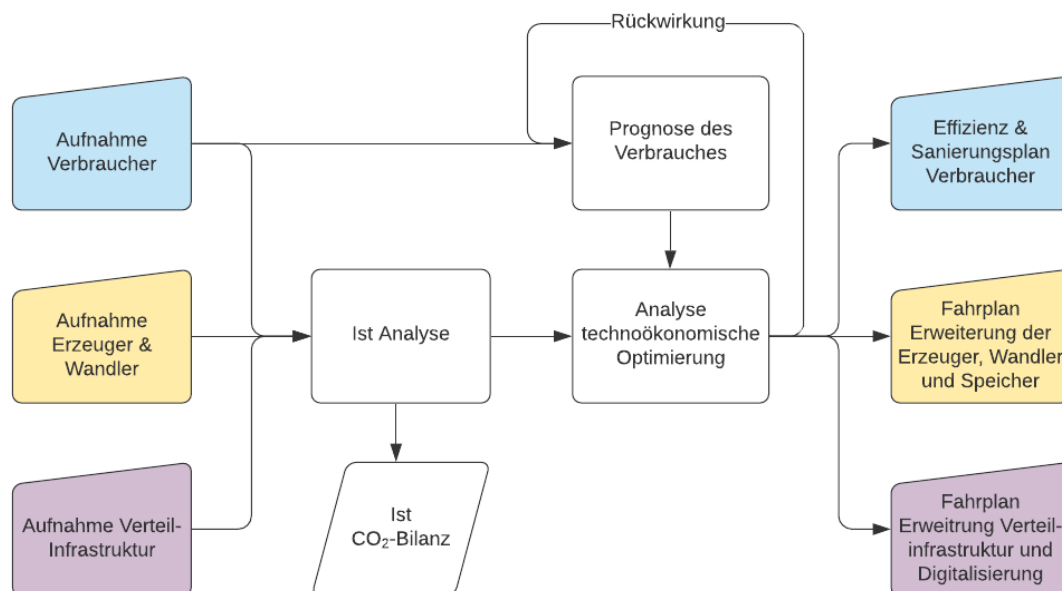 Rückwirkung
Aufnahme
Verbraucher
Prognose des
Verbrauches
Effizienz &
Sanierungsplan
Verbraucher
Aufnahme
Erzeuger &
Wandler
Ist Analyse
Analyse
technoökonomische
Optimierung
Fahrplan
Erweiterung der
Erzeuger, Wandler
und Speicher
Aufnahme Verteil-
Infrastruktur
Ist
CO₂-Bilanz
Fahrplan
Erweitrung Verteil-
infrastruktur und
Digitalisierung